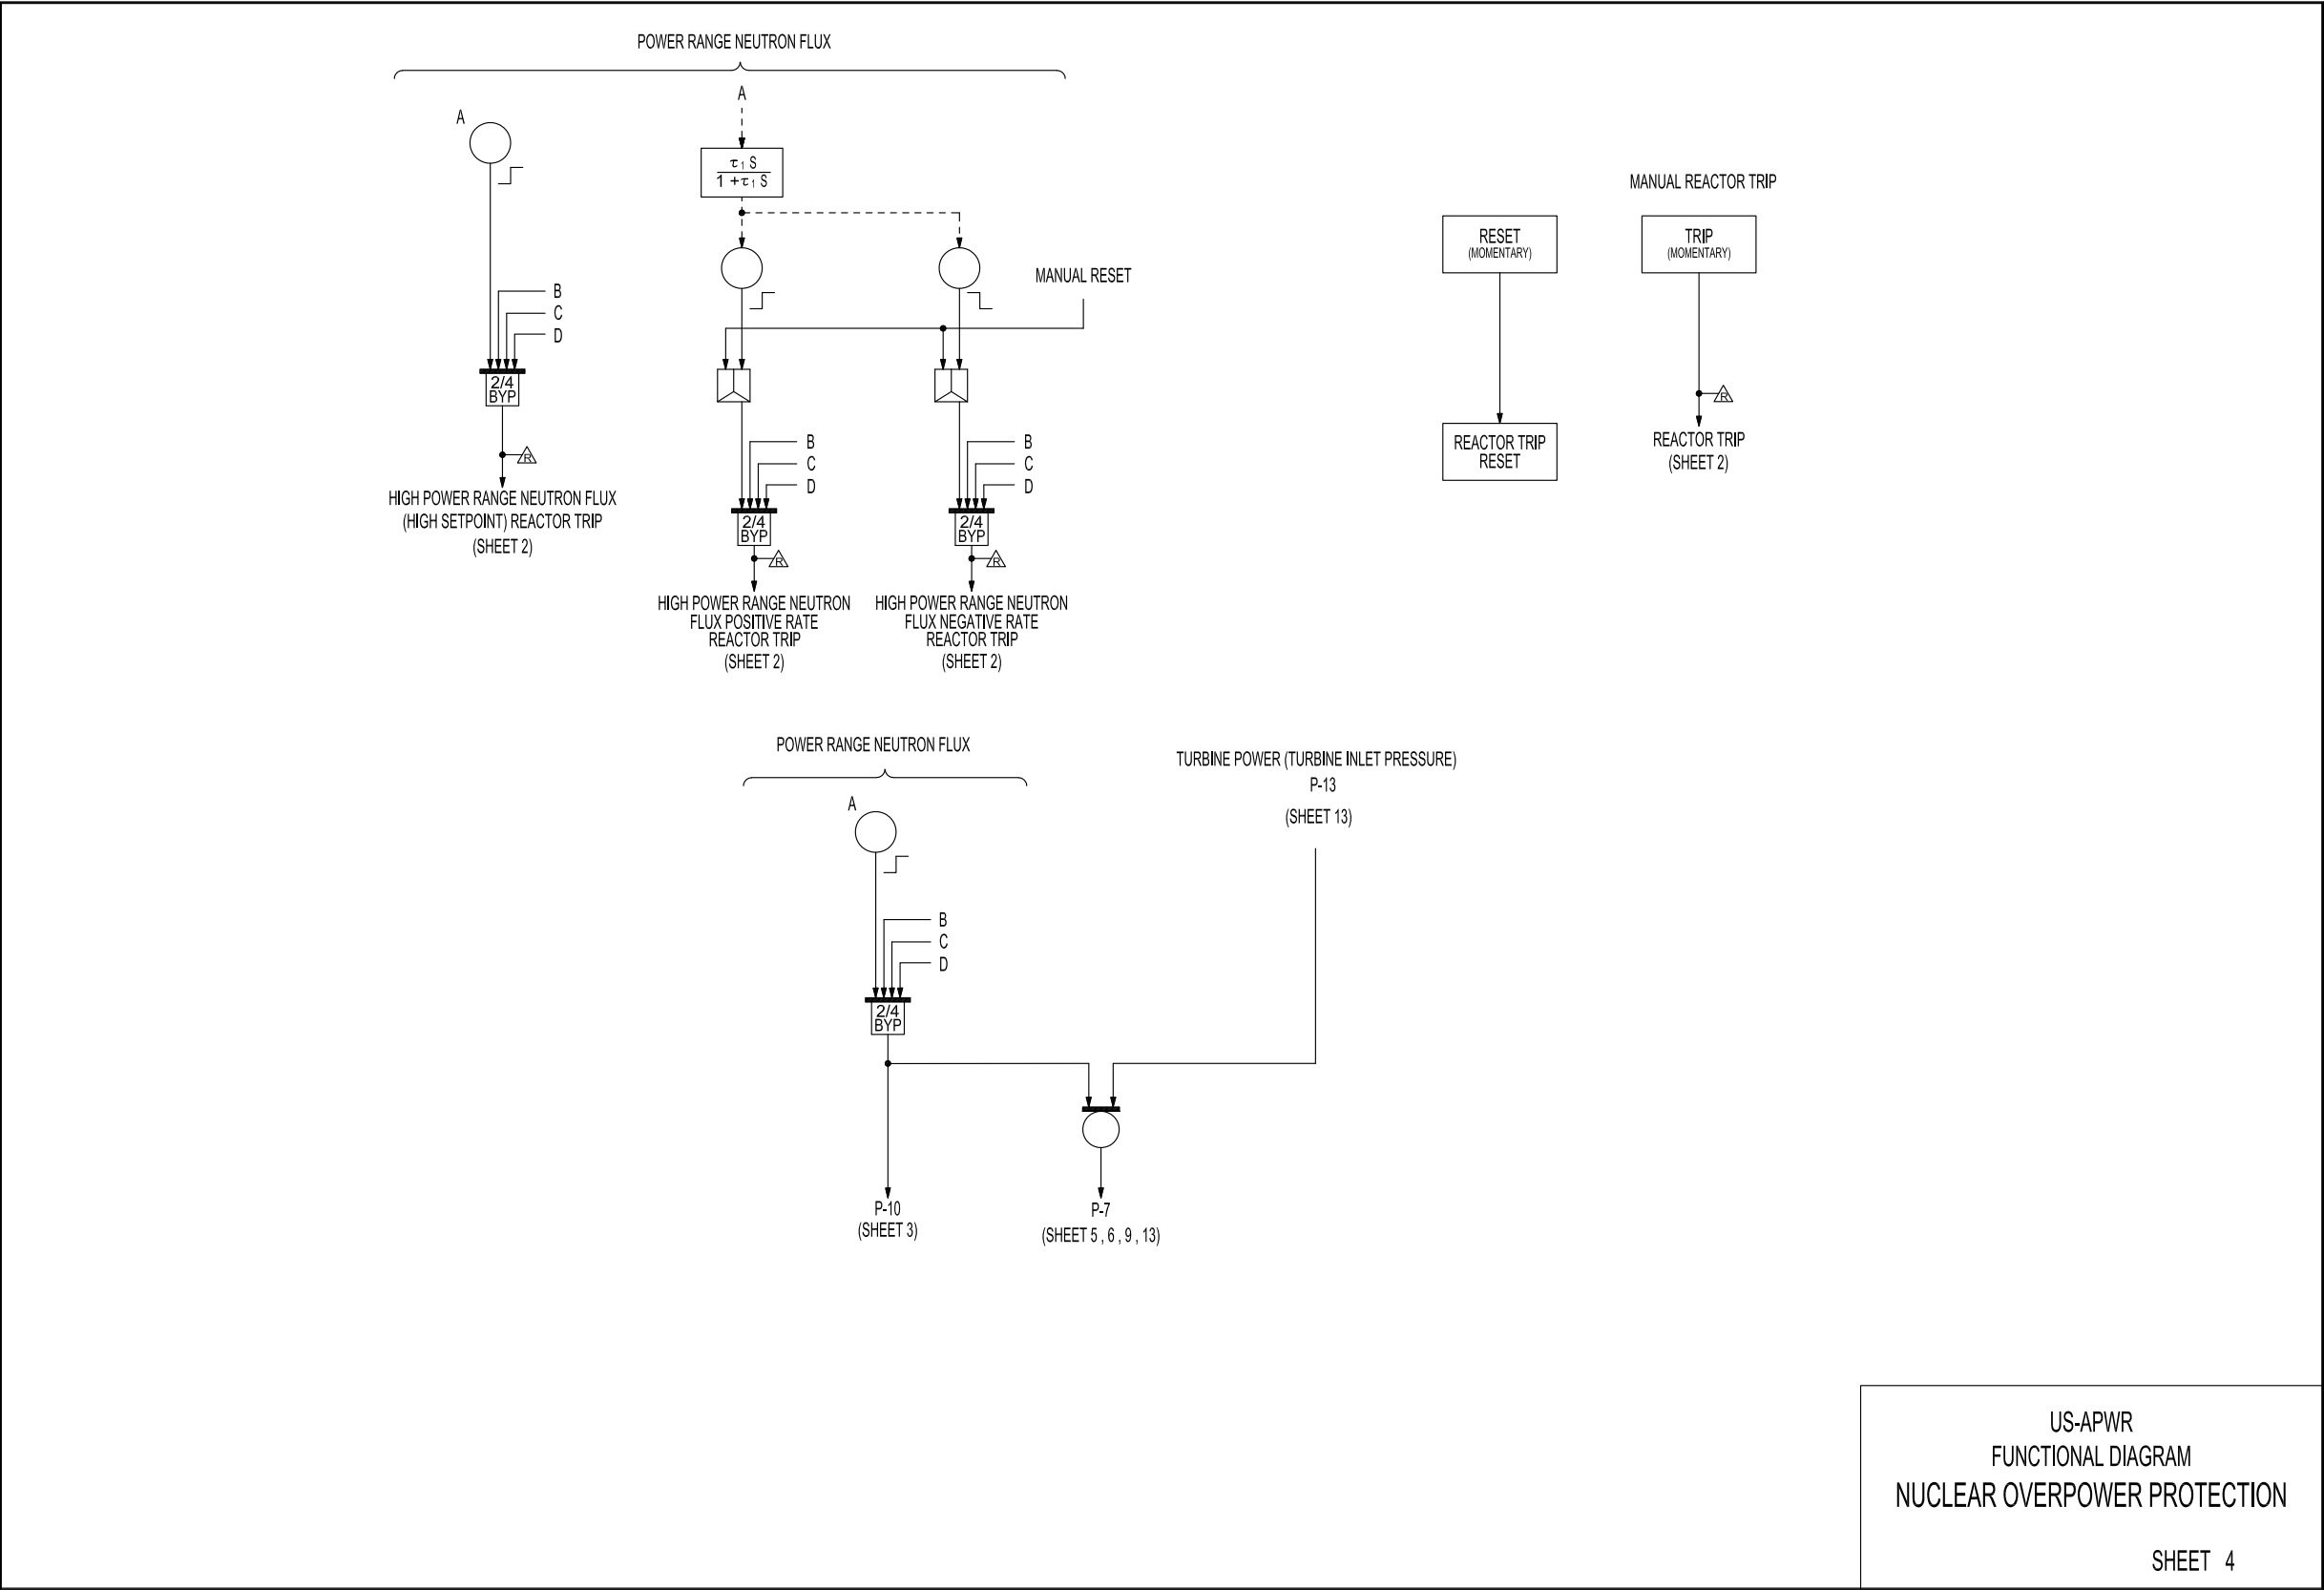 POWER RANGE NEUTRON FLUX
A
A
τ₁ S
1 + τ₁ S
MANUAL RESET
B
C
D
2/4
BYP
R
HIGH POWER RANGE NEUTRON FLUX
(HIGH SETPOINT) REACTOR TRIP
(SHEET 2)
B
C
D
2/4
BYP
R
HIGH POWER RANGE NEUTRON
FLUX POSITIVE RATE
REACTOR TRIP
(SHEET 2)
B
C
D
2/4
BYP
R
HIGH POWER RANGE NEUTRON
FLUX NEGATIVE RATE
REACTOR TRIP
(SHEET 2)
RESET
(MOMENTARY)
REACTOR TRIP
RESET
MANUAL REACTOR TRIP
TRIP
(MOMENTARY)
R
REACTOR TRIP
(SHEET 2)
POWER RANGE NEUTRON FLUX
A
B
C
D
2/4
BYP
TURBINE POWER (TURBINE INLET PRESSURE)
P-13
(SHEET 13)
P-10
(SHEET 3)
P-7
(SHEET 5 , 6 , 9 , 13)
US-APWR
FUNCTIONAL DIAGRAM
NUCLEAR OVERPOWER PROTECTION
SHEET 4